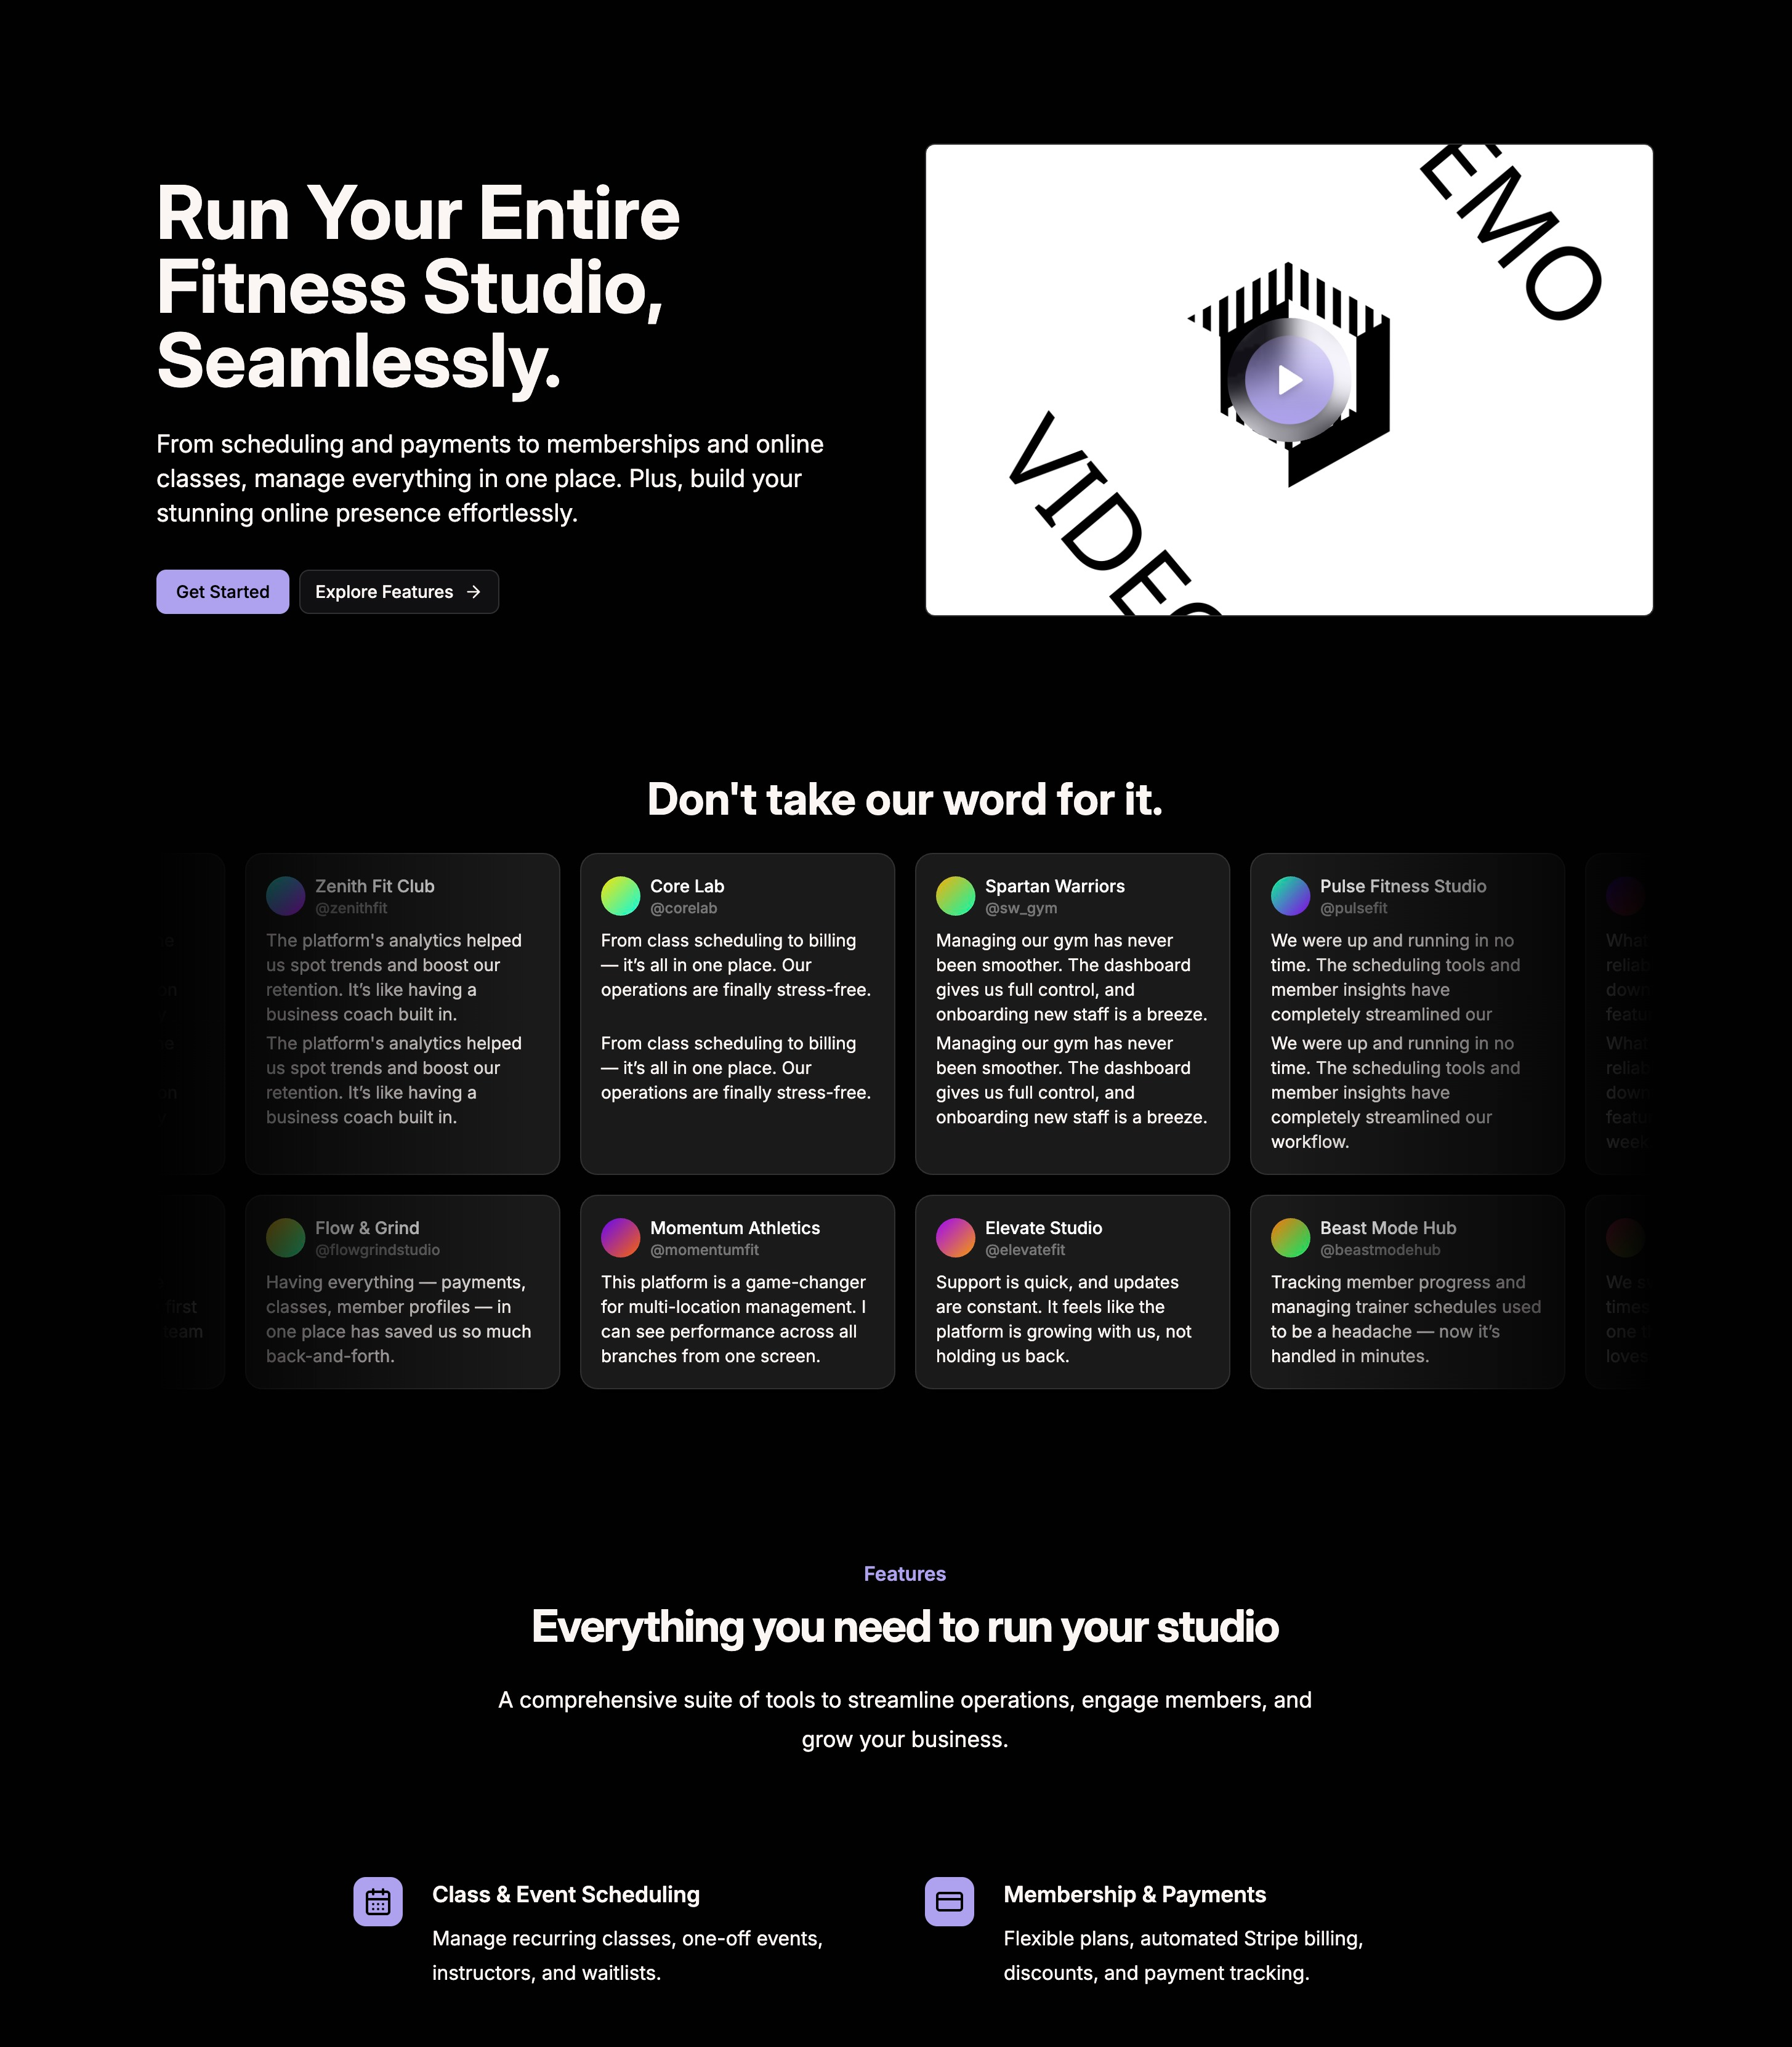 Run Your Entire
Fitness Studio,
Seamlessly.
From scheduling and payments to memberships and online
classes, manage everything in one place. Plus, build your
stunning online presence effortlessly.
Get Started
Explore Features
EMO
VIDEO
Don't take our word for it.
Zenith Fit Club
@zenithfit
The platform's analytics helped
us spot trends and boost our
retention. It’s like having a
business coach built in.
The platform's analytics helped
us spot trends and boost our
retention. It’s like having a
business coach built in.
Core Lab
@corelab
From class scheduling to billing
— it’s all in one place. Our
operations are finally stress-free.
From class scheduling to billing
— it’s all in one place. Our
operations are finally stress-free.
Spartan Warriors
@sw_gym
Managing our gym has never
been smoother. The dashboard
gives us full control, and
onboarding new staff is a breeze.
Managing our gym has never
been smoother. The dashboard
gives us full control, and
onboarding new staff is a breeze.
Pulse Fitness Studio
@pulsefit
We were up and running in no
time. The scheduling tools and
member insights have
completely streamlined our
We were up and running in no
time. The scheduling tools and
member insights have
completely streamlined our
workflow.
What
What
first
team
Flow & Grind
@flowgrindstudio
Having everything — payments,
classes, member profiles — in
one place has saved us so much
back-and-forth.
Momentum Athletics
@momentumfit
This platform is a game-changer
for multi-location management. I
can see performance across all
branches from one screen.
Elevate Studio
@elevatefit
Support is quick, and updates
are constant. It feels like the
platform is growing with us, not
holding us back.
Beast Mode Hub
@beastmodehub
Tracking member progress and
managing trainer schedules used
to be a headache — now it’s
handled in minutes.
We
one
loves
Features
Everything you need to run your studio
A comprehensive suite of tools to streamline operations, engage members, and
grow your business.
Class & Event Scheduling
Manage recurring classes, one-off events,
instructors, and waitlists.
Membership & Payments
Flexible plans, automated Stripe billing,
discounts, and payment tracking.